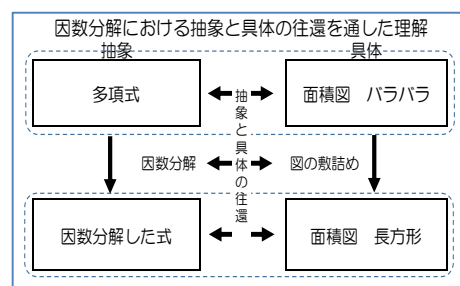 因数分解における抽象と具体の往還を通した理解
抽象
具体
多項式
面積図 バラバラ
抽象と具体の往還
因数分解
図の敷詰め
因数分解した式
面積図 長方形